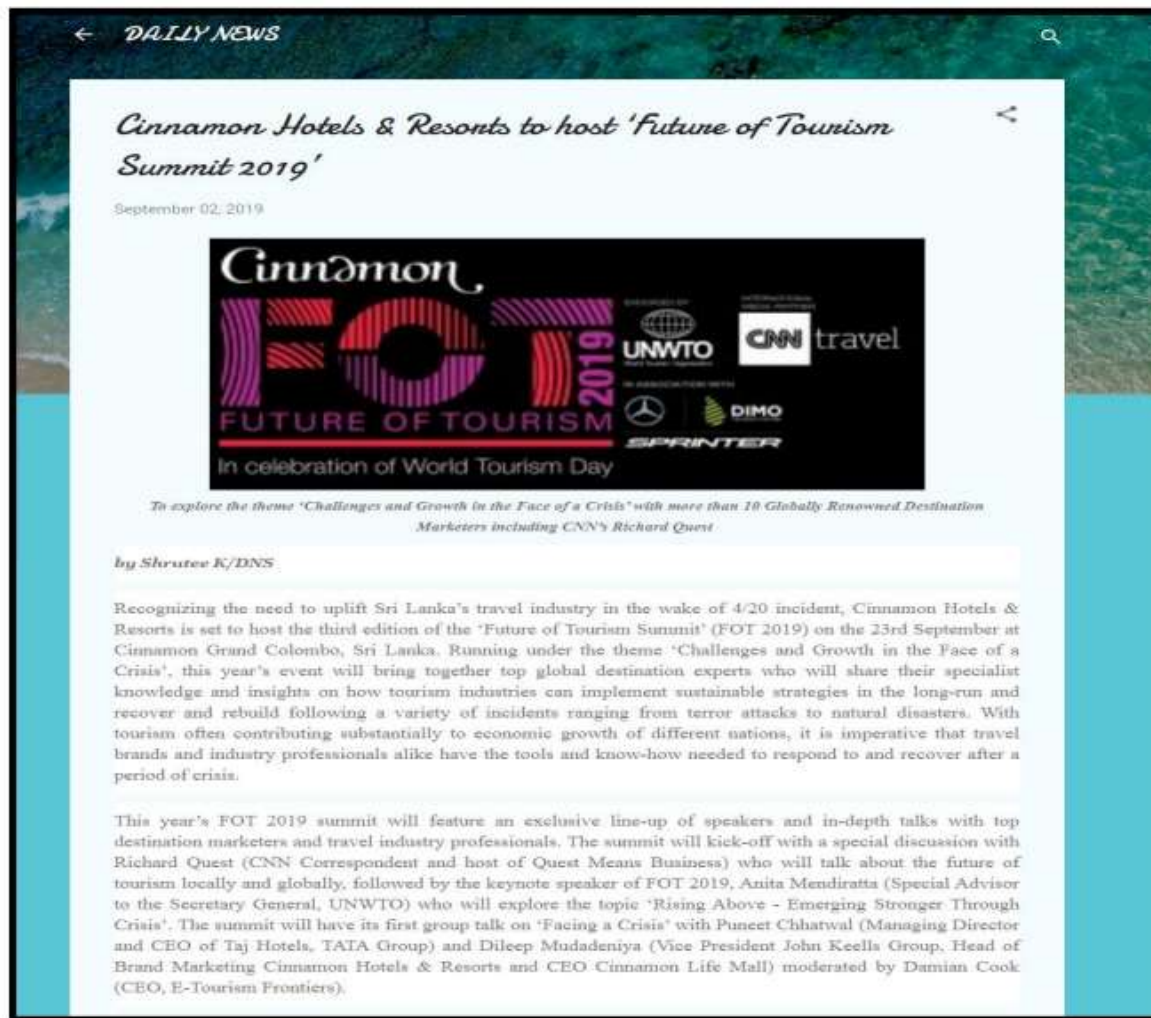 DAILY NEWS
Cinnamon Hotels & Resorts to host 'Future of Tourism
Summit 2019'
September 02, 2019
Cinnamon
FOT 2019
FUTURE OF TOURISM
In celebration of World Tourism Day
ENDORSED BY
UNWTO
INTERNATIONAL
MEDIA PARTNER
CNN travel
IN ASSOCIATION WITH
DIMO
SPRINTER
To explore the theme 'Challenges and Growth in the Face of a Crisis' with more than 10 Globally Renowned Destination
Marketers including CNN's Richard Quest
by Shrutee K/DNS
Recognizing the need to uplift Sri Lanka's travel industry in the wake of 4/20 incident, Cinnamon Hotels &
Resorts is set to host the third edition of the 'Future of Tourism Summit' (FOT 2019) on the 23rd September at
Cinnamon Grand Colombo, Sri Lanka. Running under the theme 'Challenges and Growth in the Face of a
Crisis', this year's event will bring together top global destination experts who will share their specialist
knowledge and insights on how tourism industries can implement sustainable strategies in the long-run and
recover and rebuild following a variety of incidents ranging from terror attacks to natural disasters. With
tourism often contributing substantially to economic growth of different nations, it is imperative that travel
brands and industry professionals alike have the tools and know-how needed to respond to and recover after a
period of crisis.
This year's FOT 2019 summit will feature an exclusive line-up of speakers and in-depth talks with top
destination marketers and travel industry professionals. The summit will kick-off with a special discussion with
Richard Quest (CNN Correspondent and host of Quest Means Business) who will talk about the future of
tourism locally and globally, followed by the keynote speaker of FOT 2019, Anita Mendiratta (Special Advisor
to the Secretary General, UNWTO) who will explore the topic 'Rising Above - Emerging Stronger Through
Crisis'. The summit will have its first group talk on 'Facing a Crisis' with Puneet Chhatwal (Managing Director
and CEO of Taj Hotels, TATA Group) and Dileep Mudadeniya (Vice President John Keells Group, Head of
Brand Marketing Cinnamon Hotels & Resorts and CEO Cinnamon Life Mall) moderated by Damian Cook
(CEO, E-Tourism Frontiers).